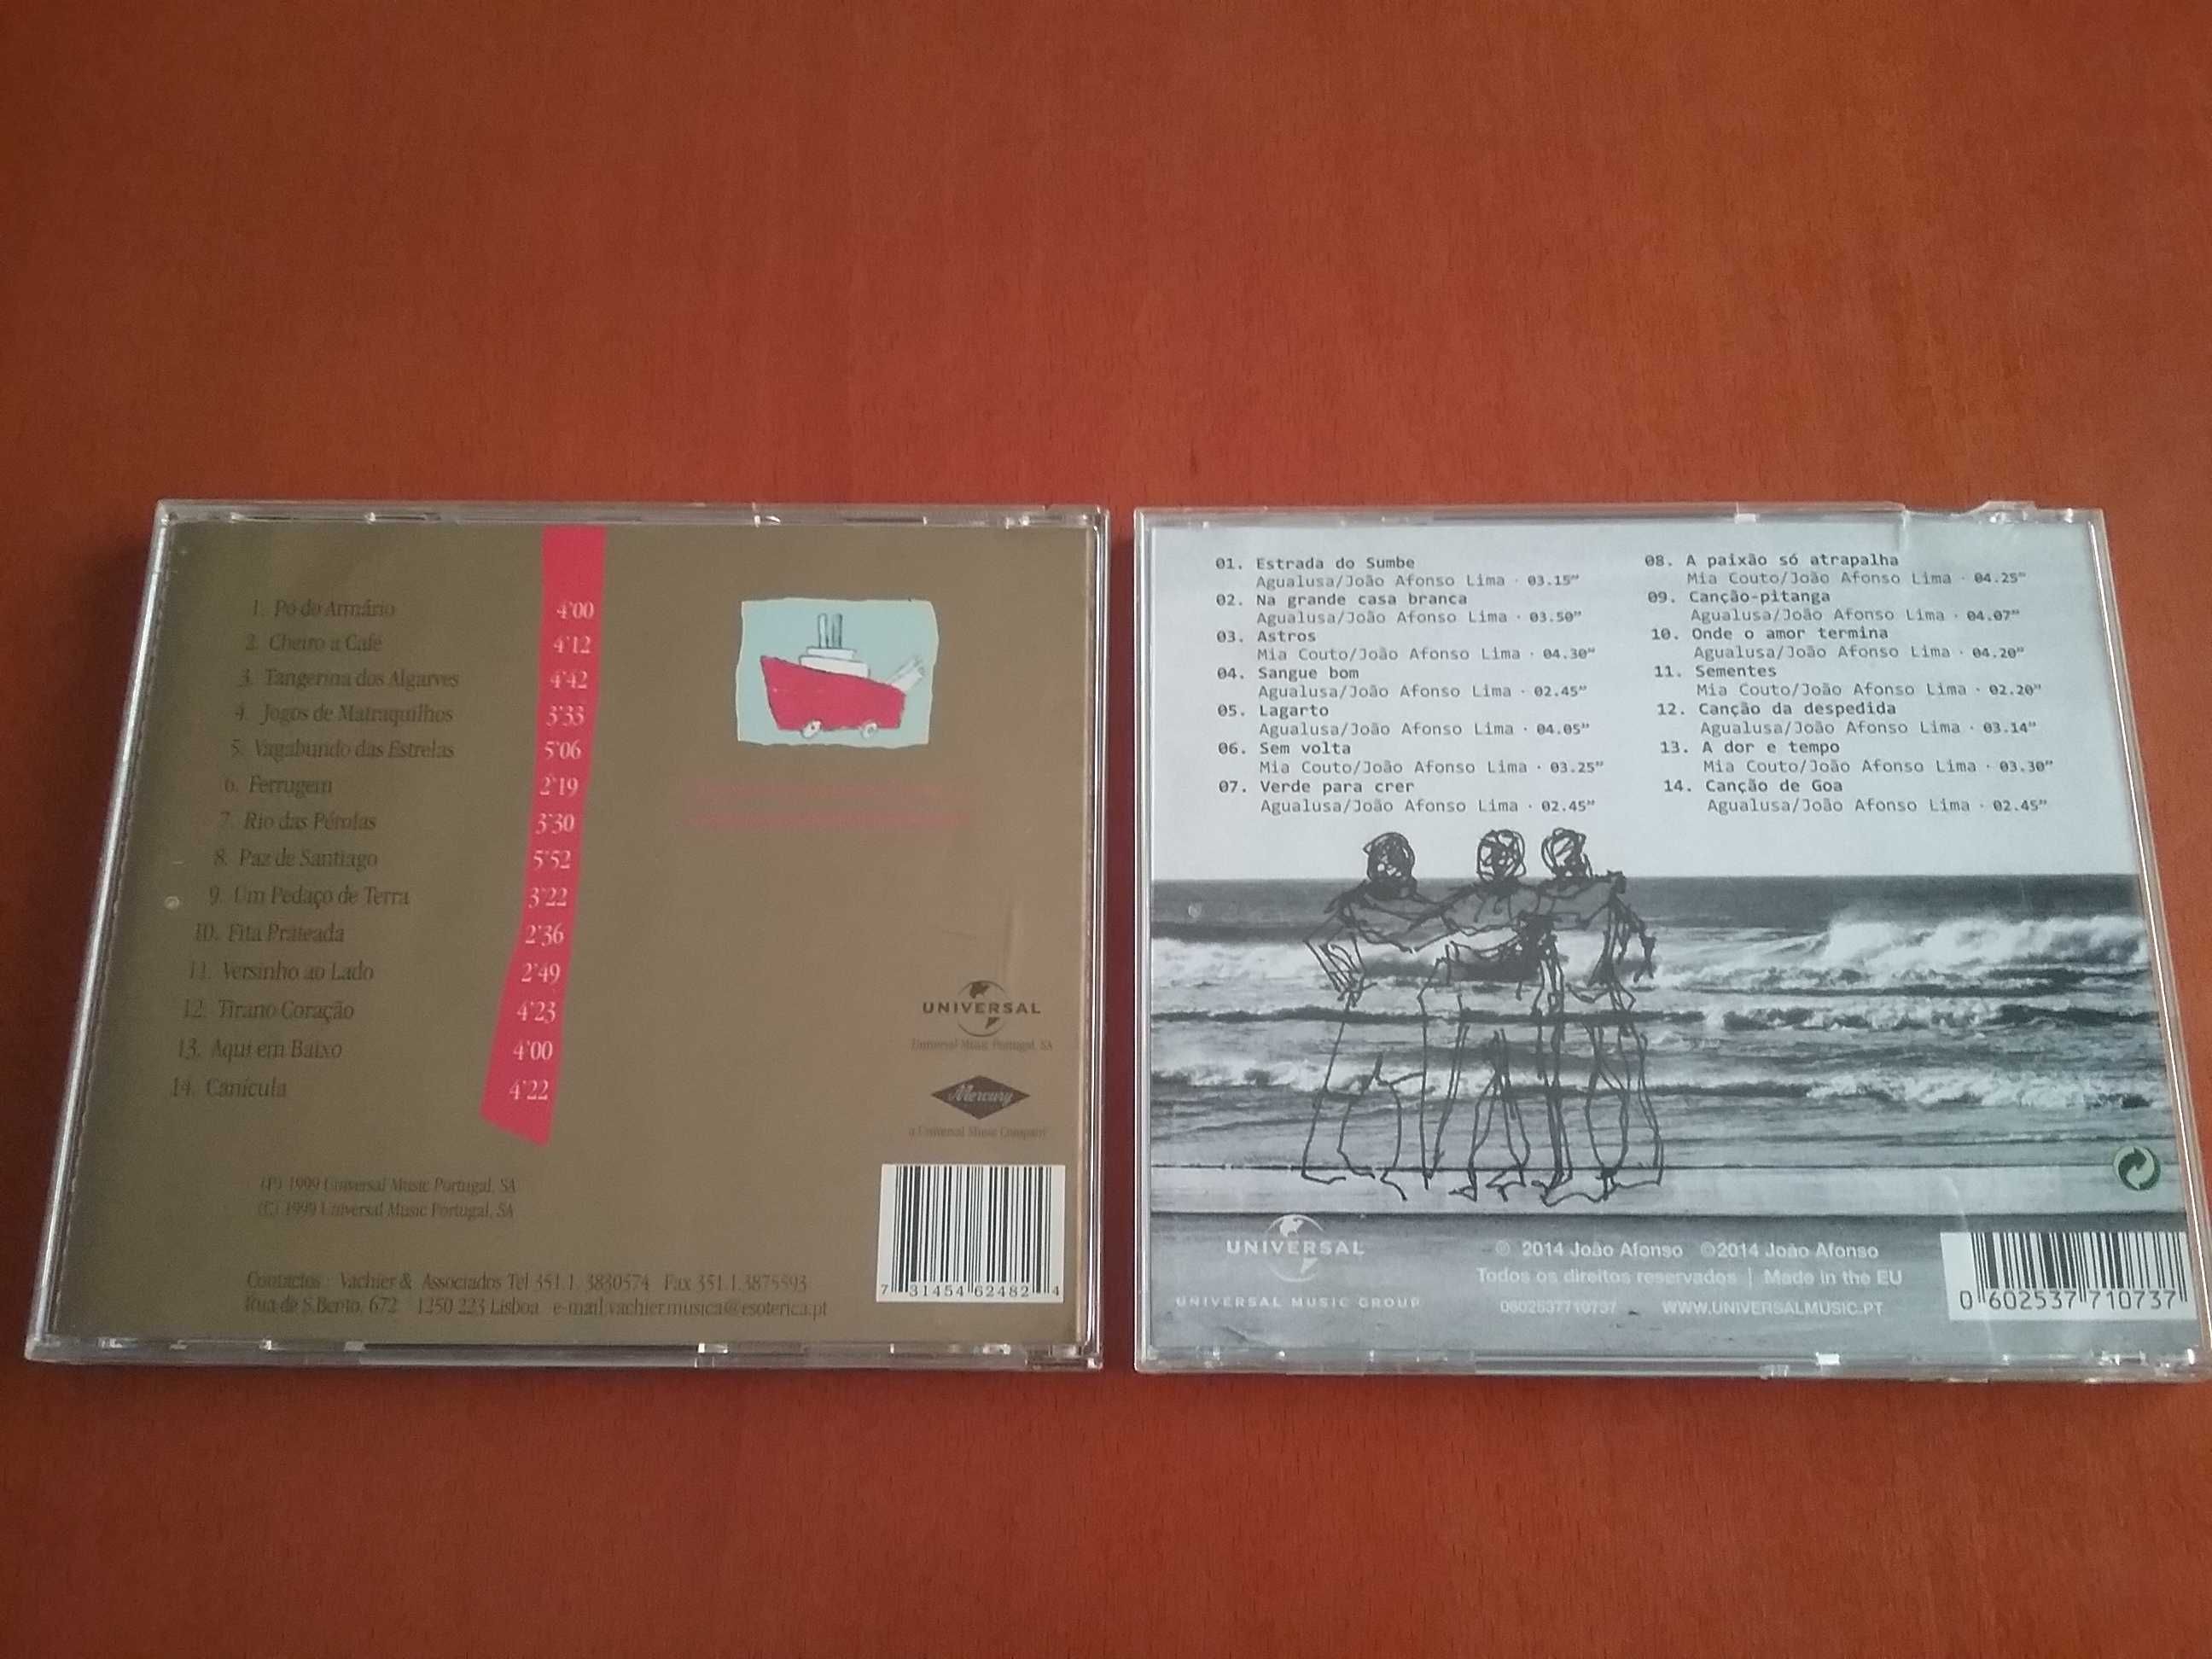 1. Pó do Armário 4'00
2. Cheiro a Café 4'12
3. Tangerina dos Algarves 4'42
4. Jogos de Matraquilhos 3'33
5. Vagabundo das Estrelas 5'06
6. Ferrugem 2'19
7. Rio das Pérolas 3'30
8. Paz de Santiago 5'52
9. Um Pedaço de Terra 3'22
10. Fita Prateada 2'36
11. Versinho ao Lado 2'49
12. Tirano Coração 4'23
13. Aqui em Baixo 4'00
14. Canícula 4'22
UNIVERSAL
Universal Music Portugal, SA
Mercury
a Universal Music Company
(P) 1999 Universal Music Portugal, SA
(C) 1999 Universal Music Portugal, SA
Contactos : Vachier & Associados Tel 351.1. 3830574 Fax 351.1.3875593
Rua de S.Bento, 672 1250 223 Lisboa e-mail.vachier.musica@esoterica.pt
7 31454 62482 4
01. Estrada do Sumbe
Agualusa/João Afonso Lima · 03.15"
02. Na grande casa branca
Agualusa/João Afonso Lima · 03.50"
03. Astros
Mia Couto/João Afonso Lima · 04.30"
04. Sangue bom
Agualusa/João Afonso Lima · 02.45"
05. Lagarto
Agualusa/João Afonso Lima · 04.05"
06. Sem volta
Mia Couto/João Afonso Lima · 03.25"
07. Verde para crer
Agualusa/João Afonso Lima · 02.45"
08. A paixão só atrapalha
Mia Couto/João Afonso Lima · 04.25"
09. Canção-pitanga
Agualusa/João Afonso Lima · 04.07"
10. Onde o amor termina
Agualusa/João Afonso Lima · 04.20"
11. Sementes
Mia Couto/João Afonso Lima · 02.20"
12. Canção da despedida
Agualusa/João Afonso Lima · 03.14"
13. A dor e tempo
Mia Couto/João Afonso Lima · 03.30"
14. Canção de Goa
Agualusa/João Afonso Lima · 02.45"
UNIVERSAL
UNIVERSAL MUSIC GROUP
℗ 2014 João Afonso ©2014 João Afonso
Todos os direitos reservados | Made in the EU
0602537710737 WWW.UNIVERSALMUSIC.PT
0 602537 710737